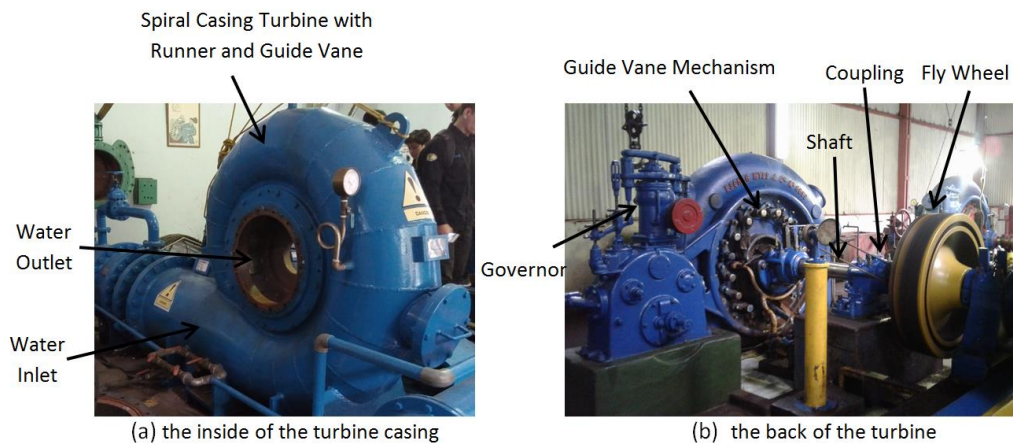 Spiral Casing Turbine with
Runner and Guide Vane
Water
Outlet
Water
Inlet
(a) the inside of the turbine casing
Guide Vane Mechanism
Coupling
Fly Wheel
Shaft
Governor
(b) the back of the turbine